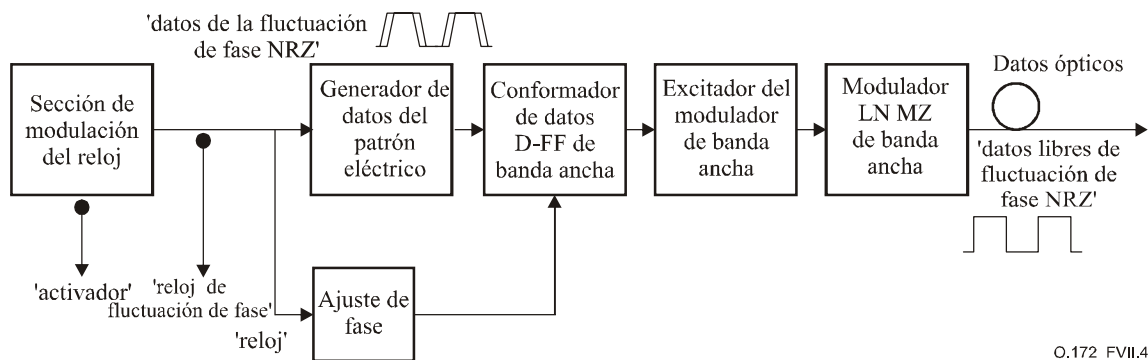 'datos de la fluctuación
de fase NRZ'
Sección de
modulación
del reloj
Generador de
datos del
patrón
eléctrico
Conformador
de datos
D-FF de
banda ancha
Excitador del
modulador
de banda
ancha
Modulador
LN MZ
de banda
ancha
Datos ópticos
'datos libres de
fluctuación de
fase NRZ'
'activador'
'reloj de
fluctuación de fase'
'reloj'
Ajuste de
fase
O.172_FVII.4